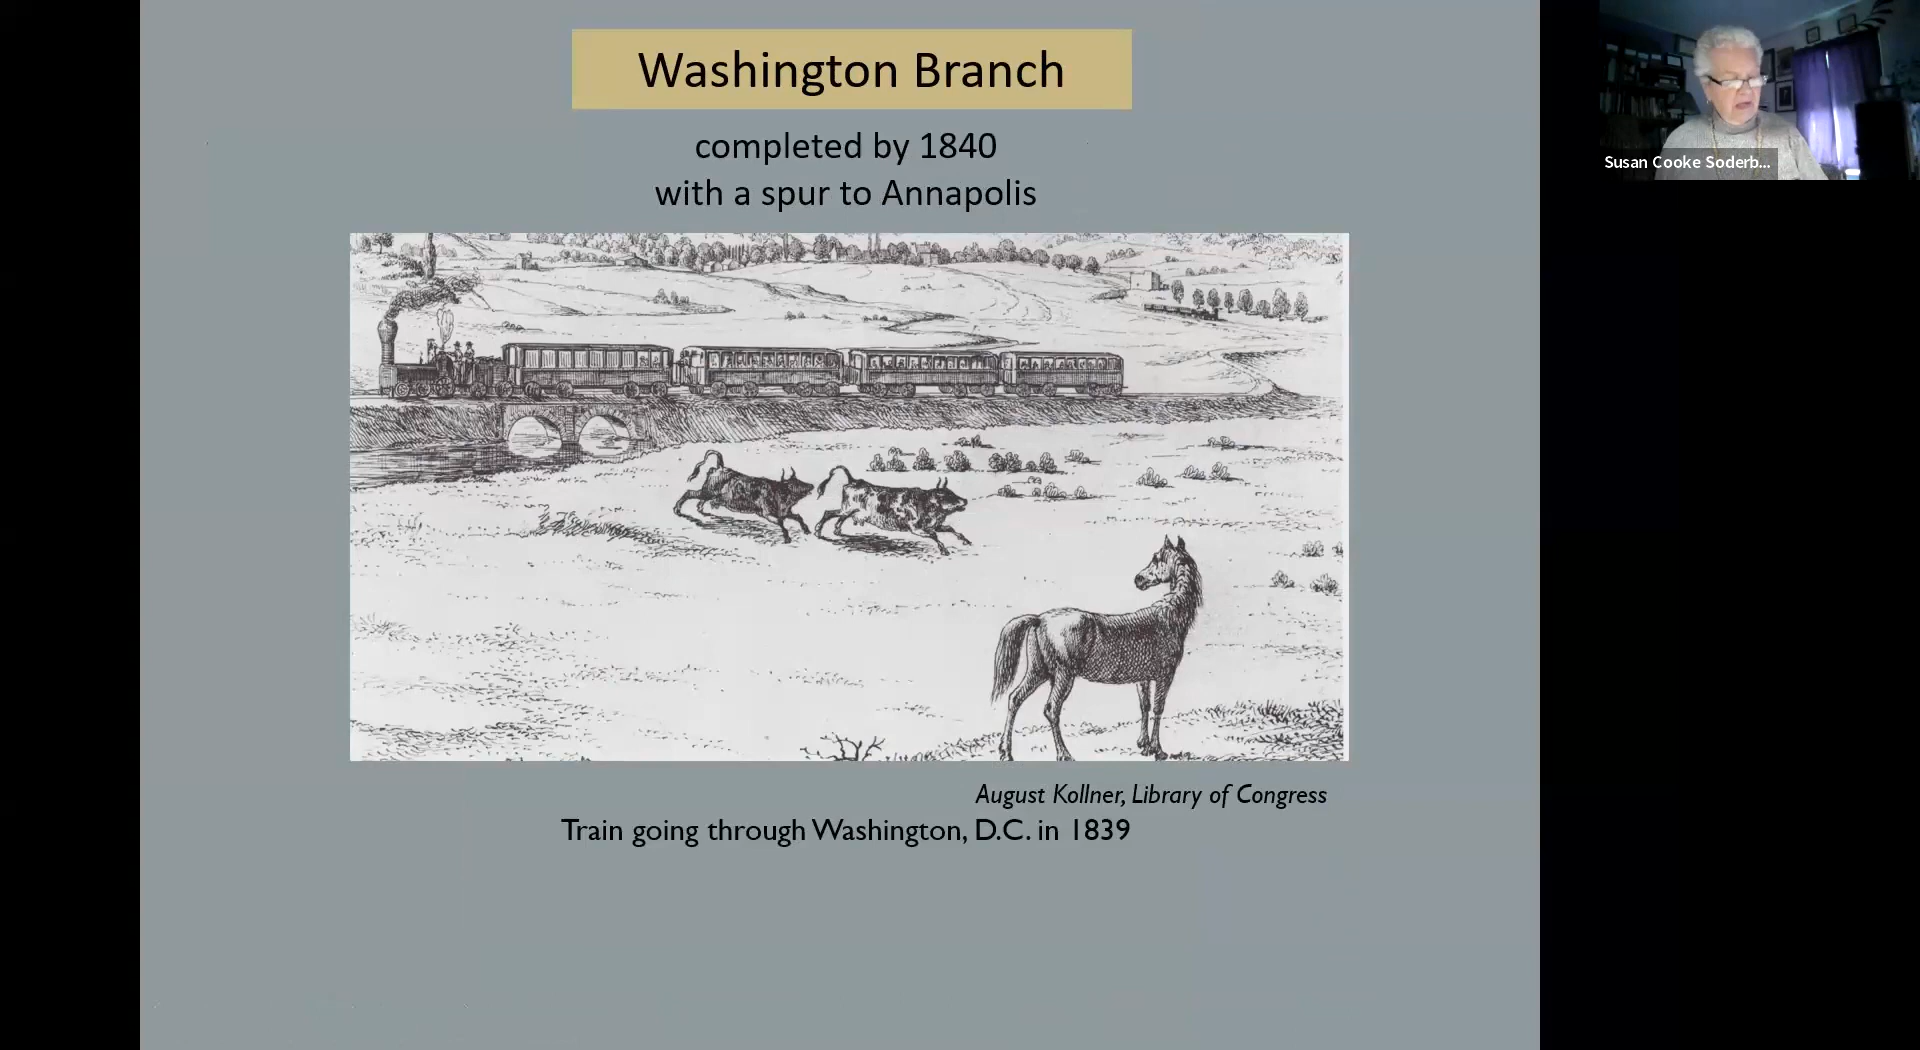 Washington Branch
completed by 1840
with a spur to Annapolis
August Kollner, Library of Congress
Train going through Washington, D.C. in 1839
Susan Cooke Soderb...